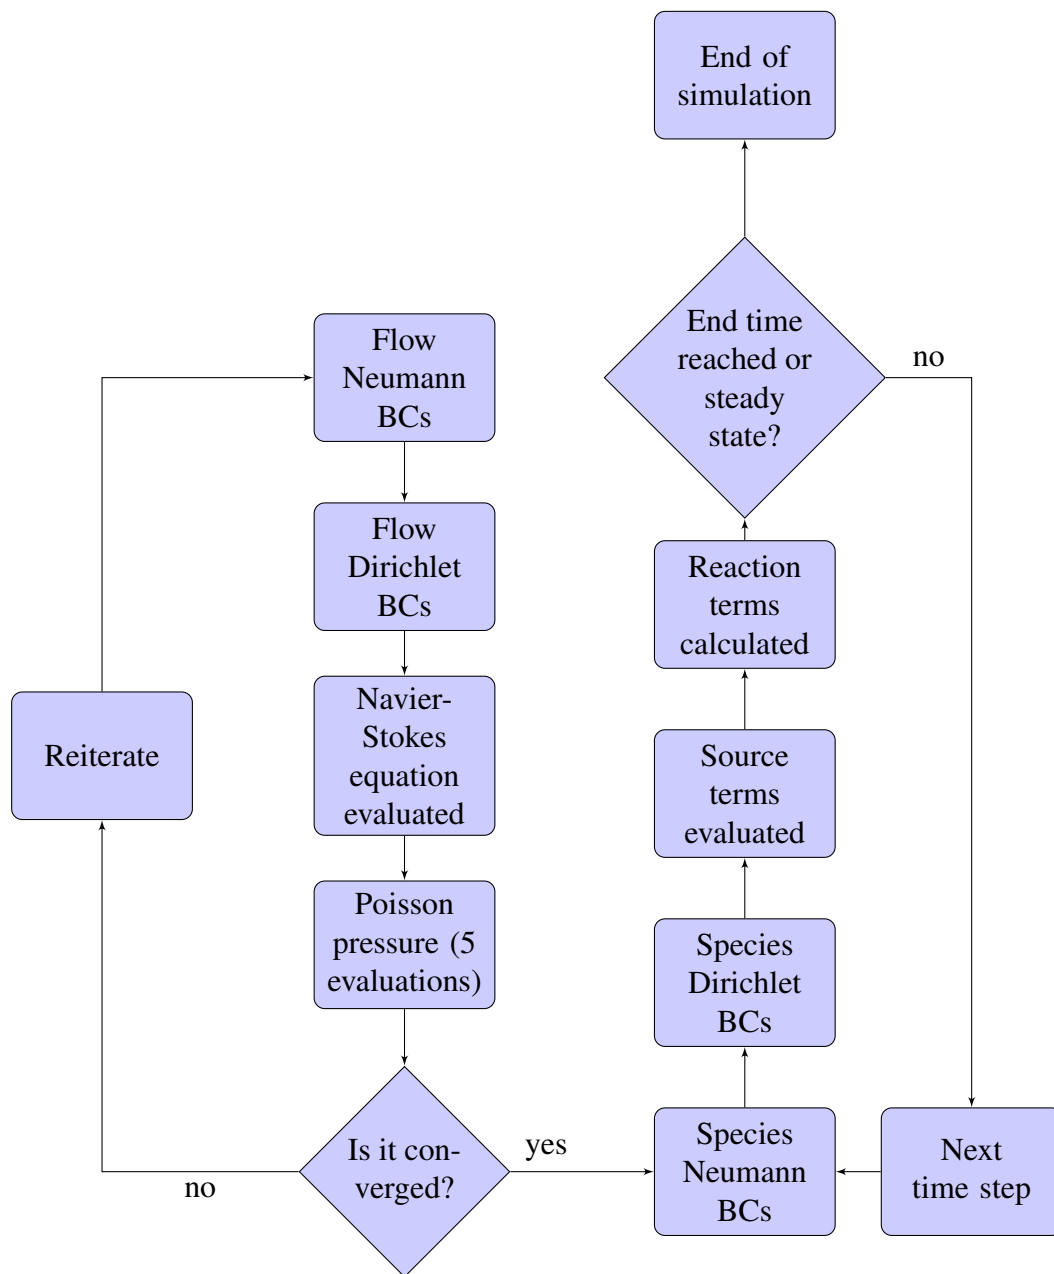 End of
simulation
End time
reached or
steady
state?
no
Flow
Neumann
BCs
Flow
Dirichlet
BCs
Navier-
Stokes
equation
evaluated
Poisson
pressure (5
evaluations)
Is it con-
verged?
no
Reiterate
yes
Species
Neumann
BCs
Species
Dirichlet
BCs
Source
terms
evaluated
Reaction
terms
calculated
Next
time step